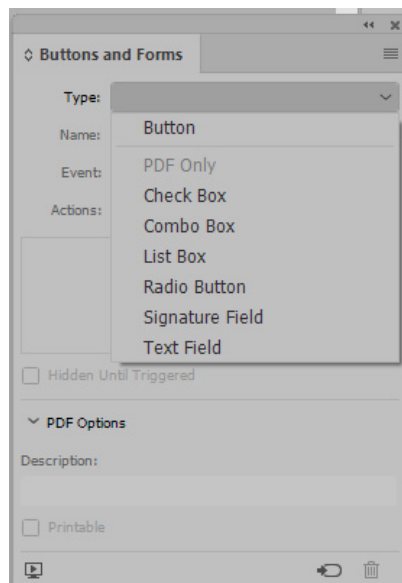 Buttons and Forms
Type:
Button
Name:
PDF Only
Event:
Check Box
Actions:
Combo Box
List Box
Radio Button
Signature Field
Text Field
Hidden Until Triggered
PDF Options
Description:
Printable